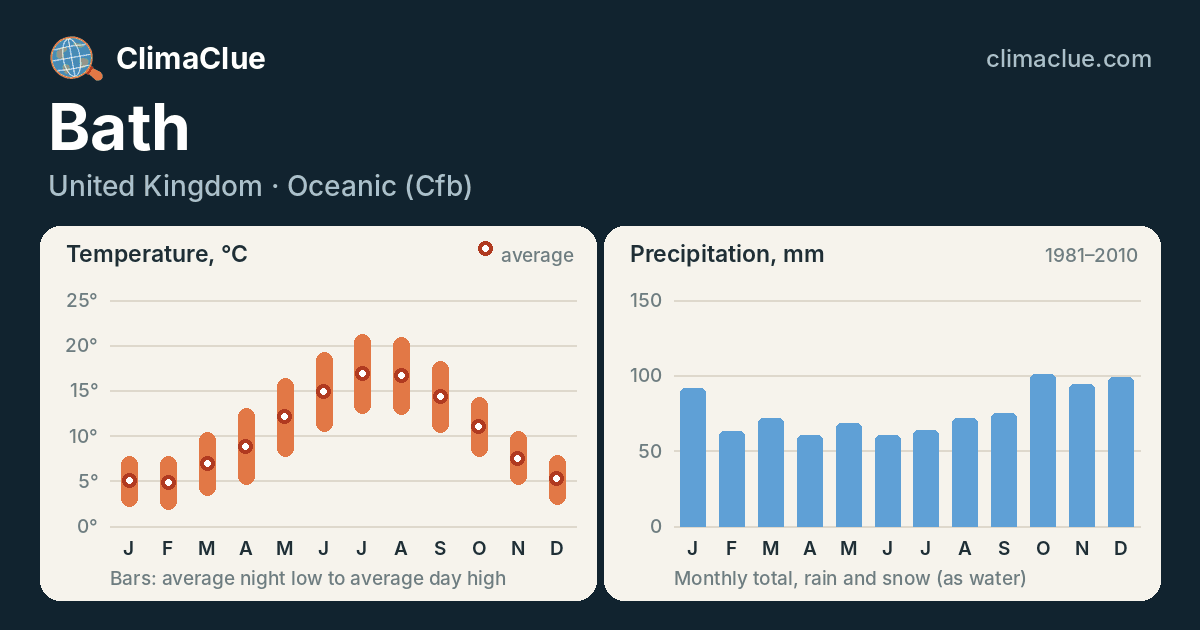 ClimaClue
climaclue.com
Bath
United Kingdom · Oceanic (Cfb)
Temperature, °C
average
25°
20°
15°
10°
5°
0°
J F M A M J J A S O N D
Bars: average night low to average day high
Precipitation, mm
1981–2010
150
100
50
0
J F M A M J J A S O N D
Monthly total, rain and snow (as water)